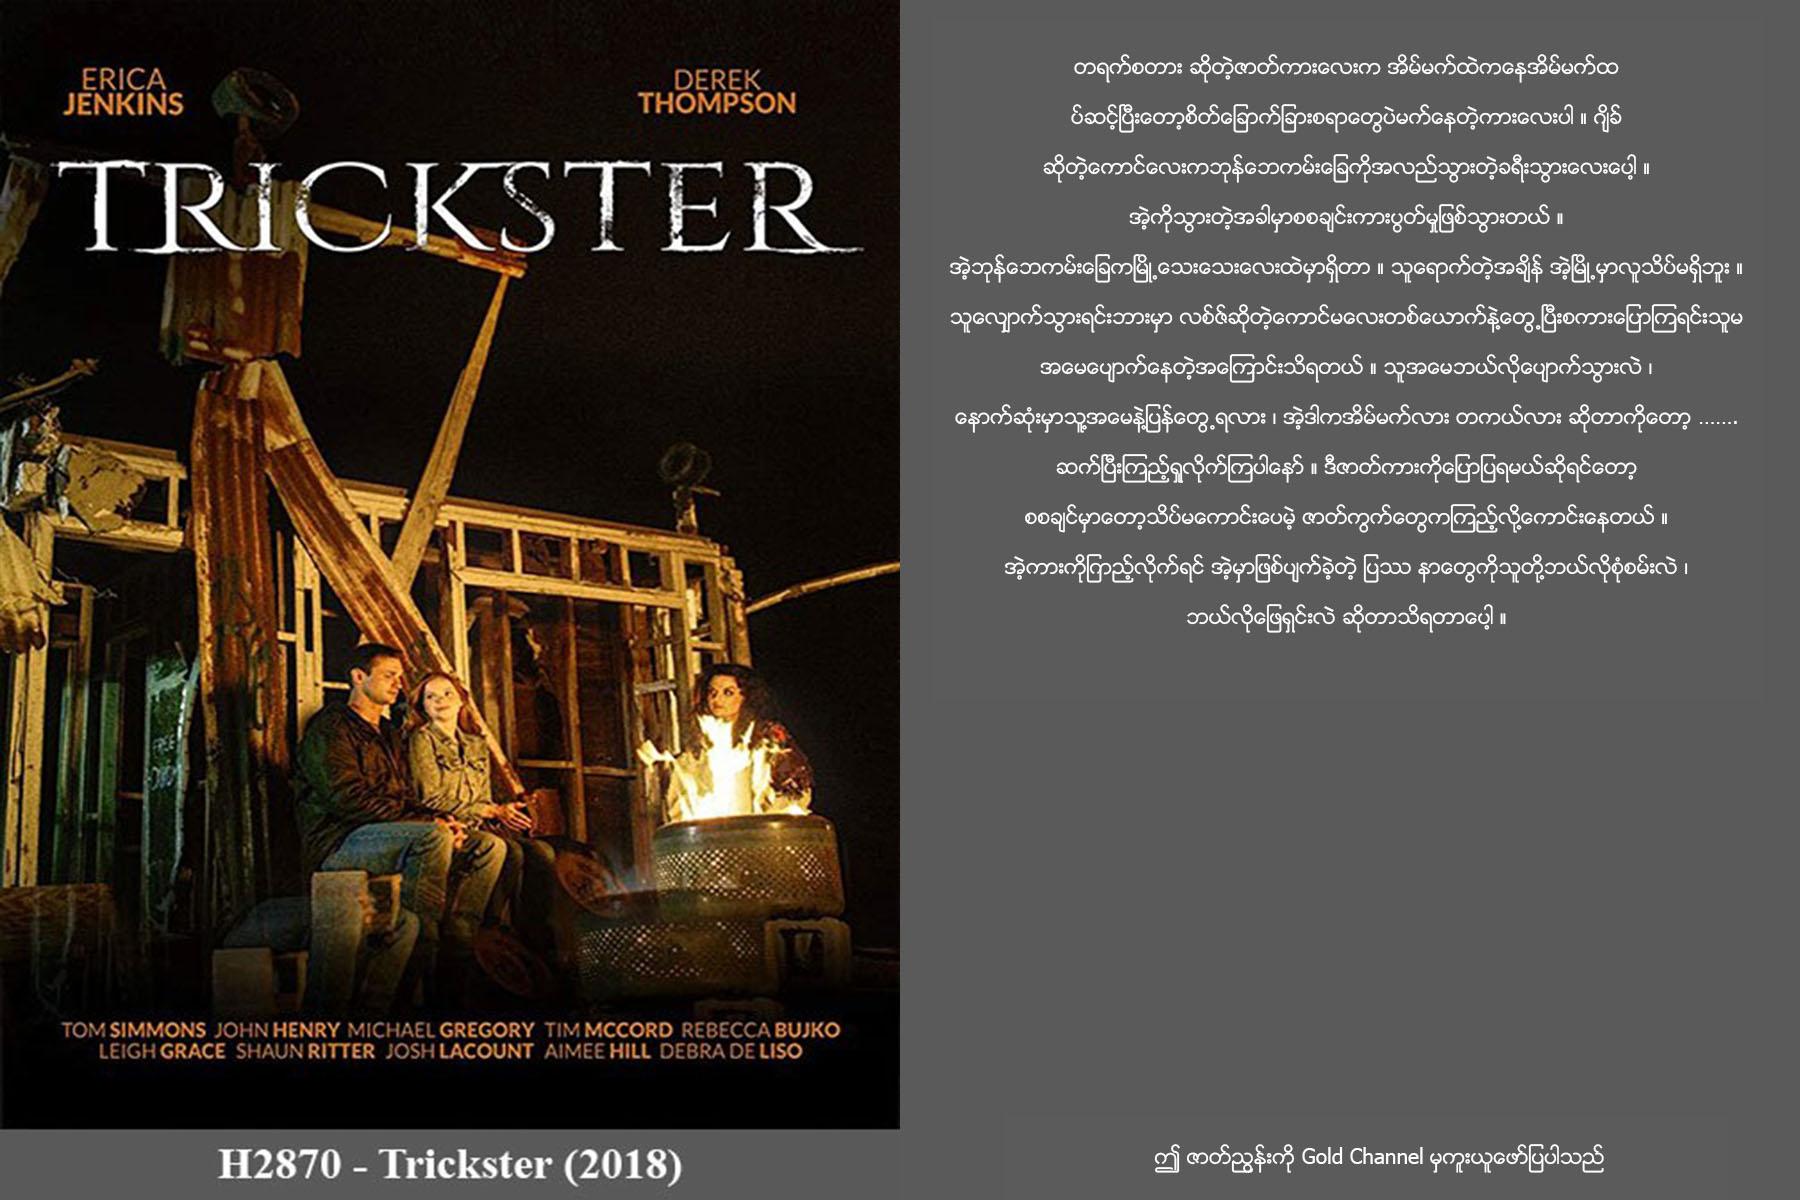 ERICA
JENKINS
DEREK
THOMPSON
TRICKSTER
TOM SIMMONS JOHN HENRY MICHAEL GREGORY TIM MCCORD REBECCA BUJKO
LEIGH GRACE SHAUN RITTER JOSH LACOUNT AIMEE HILL DEBRA DE LISO
H2870 - Trickster (2018)
တရက်စတား ဆိုတဲ့ဇာတ်ကားလေးက အိမ်မက်ထဲကနေအိမ်မက်ထ
ပ်ဆင့်ပြီးတော့စိတ်ခြောက်ခြားစရာတွေပဲမက်နေတဲ့ကားလေးပါ ။ ဂျိခ်
ဆိုတဲ့ကောင်လေးကဘုန်ဘေကမ်းခြေကိုအလည်သွားတဲ့ခရီးသွားလေးပေါ့ ။
အဲ့ကိုသွားတဲ့အခါမှာစစချင်းကားပွတ်မှုဖြစ်သွားတယ် ။
အဲ့ဘုန်ဘေကမ်းခြေကမြို့သေးသေးလေးထဲမှာရှိတာ ။ သူရောက်တဲ့အချိန် အဲ့မြို့မှာလူသိပ်မရှိဘူး ။
သူလျှောက်သွားရင်းဘားမှာ လစ်ဇ်ဆိုတဲ့ကောင်မလေးတစ်ယောက်နဲ့တွေ့ပြီးစကားပြောကြရင်းသူမ
အမေပျောက်နေတဲ့အကြောင်းသိရတယ် ။ သူအမေဘယ်လိုပျောက်သွားလဲ ၊
နောက်ဆုံးမှာသူ့အမေနဲ့ပြန်တွေ့ရလား ၊ အဲ့ဒါကအိမ်မက်လား တကယ်လား ဆိုတာကိုတော့ .......
ဆက်ပြီးကြည့်ရှုလိုက်ကြပါနော် ။ ဒီဇာတ်ကားကိုပြောပြရမယ်ဆိုရင်တော့
စစချင်မှာတော့သိပ်မကောင်းပေမဲ့ ဇာတ်ကွက်တွေကကြည့်လို့ကောင်းနေတယ် ။
အဲ့ကားကိုကြည့်လိုက်ရင် အဲ့မှာဖြစ်ပျက်ခဲ့တဲ့ ပြဿ နာတွေကိုသူတို့ဘယ်လိုစုံစမ်းလဲ ၊
ဘယ်လိုဖြေရှင်းလဲ ဆိုတာသိရတာပေါ့ ။
ဤ ဇာတ်ညွှန်းကို Gold Channel မှကူးယူဖော်ပြပါသည်